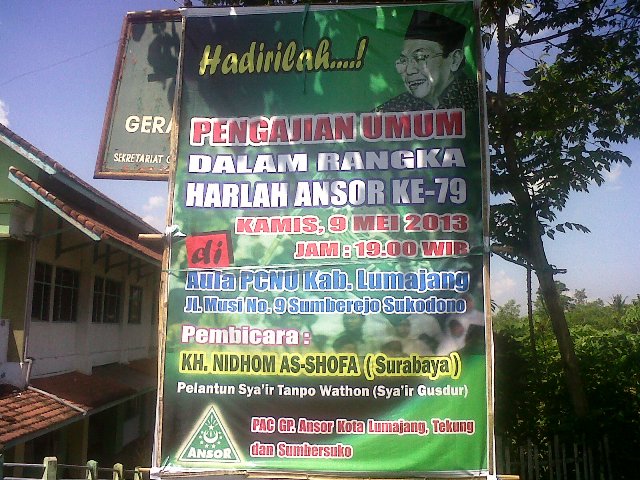 Hadirilah....!
GERA
SEKRETARIAT
PENGAJIAN UMUM
DALAM RANGKA
HARLAH ANSOR KE-79
KAMIS, 9 MEI 2013
di
JAM : 19.00 WIB
Aula PCNU Kab. Lumajang
Jl. Musi No. 9 Sumberejo Sukodono
Pembicara :
KH. NIDHOM AS-SHOFA ( Surabaya )
Pelantun Sya'ir Tanpo Wathon (Sya'ir Gusdur)
PAC GP. Ansor Kota Lumajang, Tekung
dan Sumbersuko
ANSOR